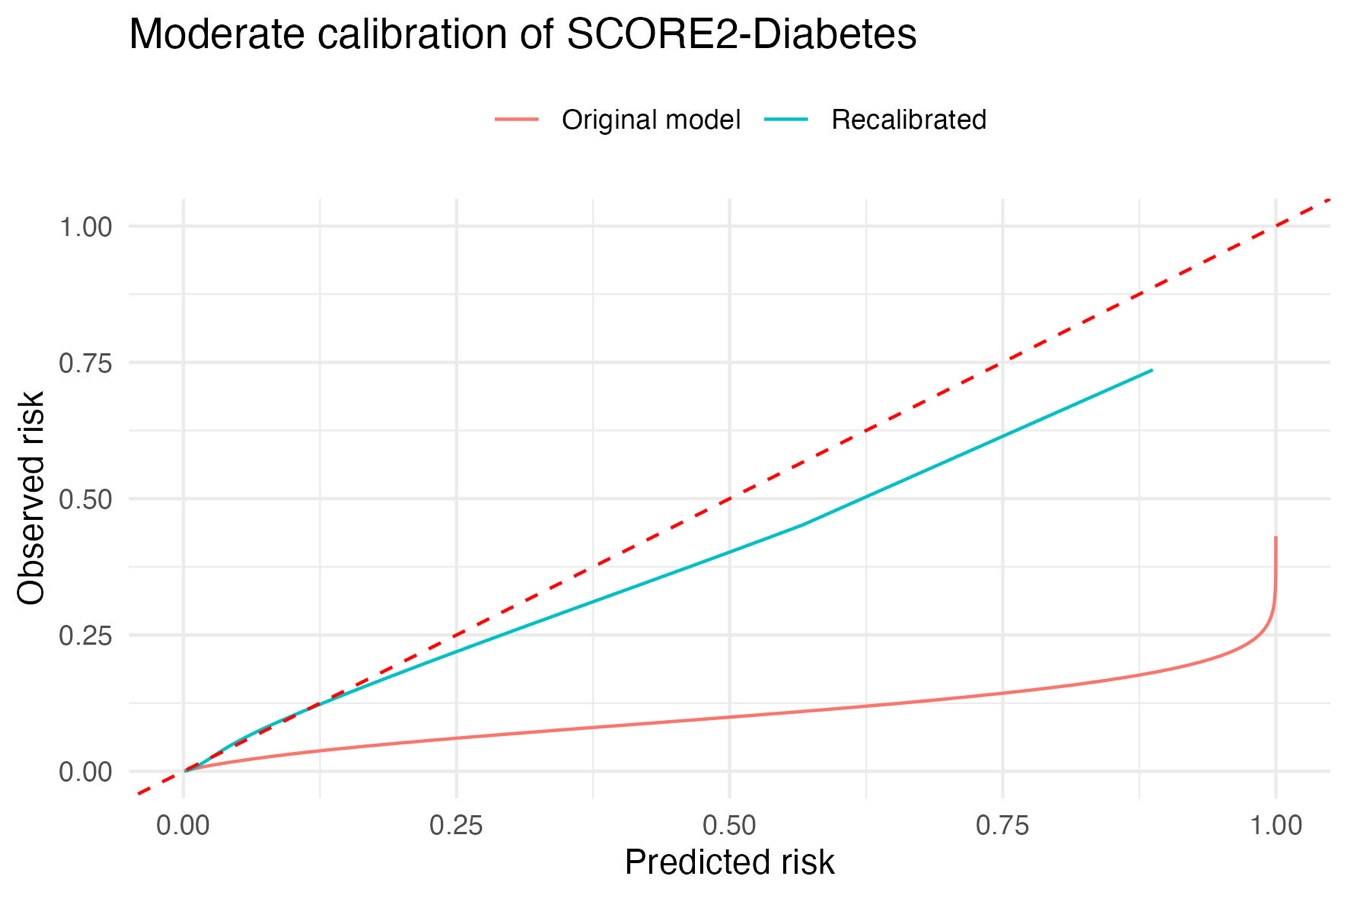 Moderate calibration of SCORE2-Diabetes
Original model Recalibrated
1.00
0.75
0.50
0.25
0.00
Observed risk
0.00 0.25 0.50 0.75 1.00
Predicted risk